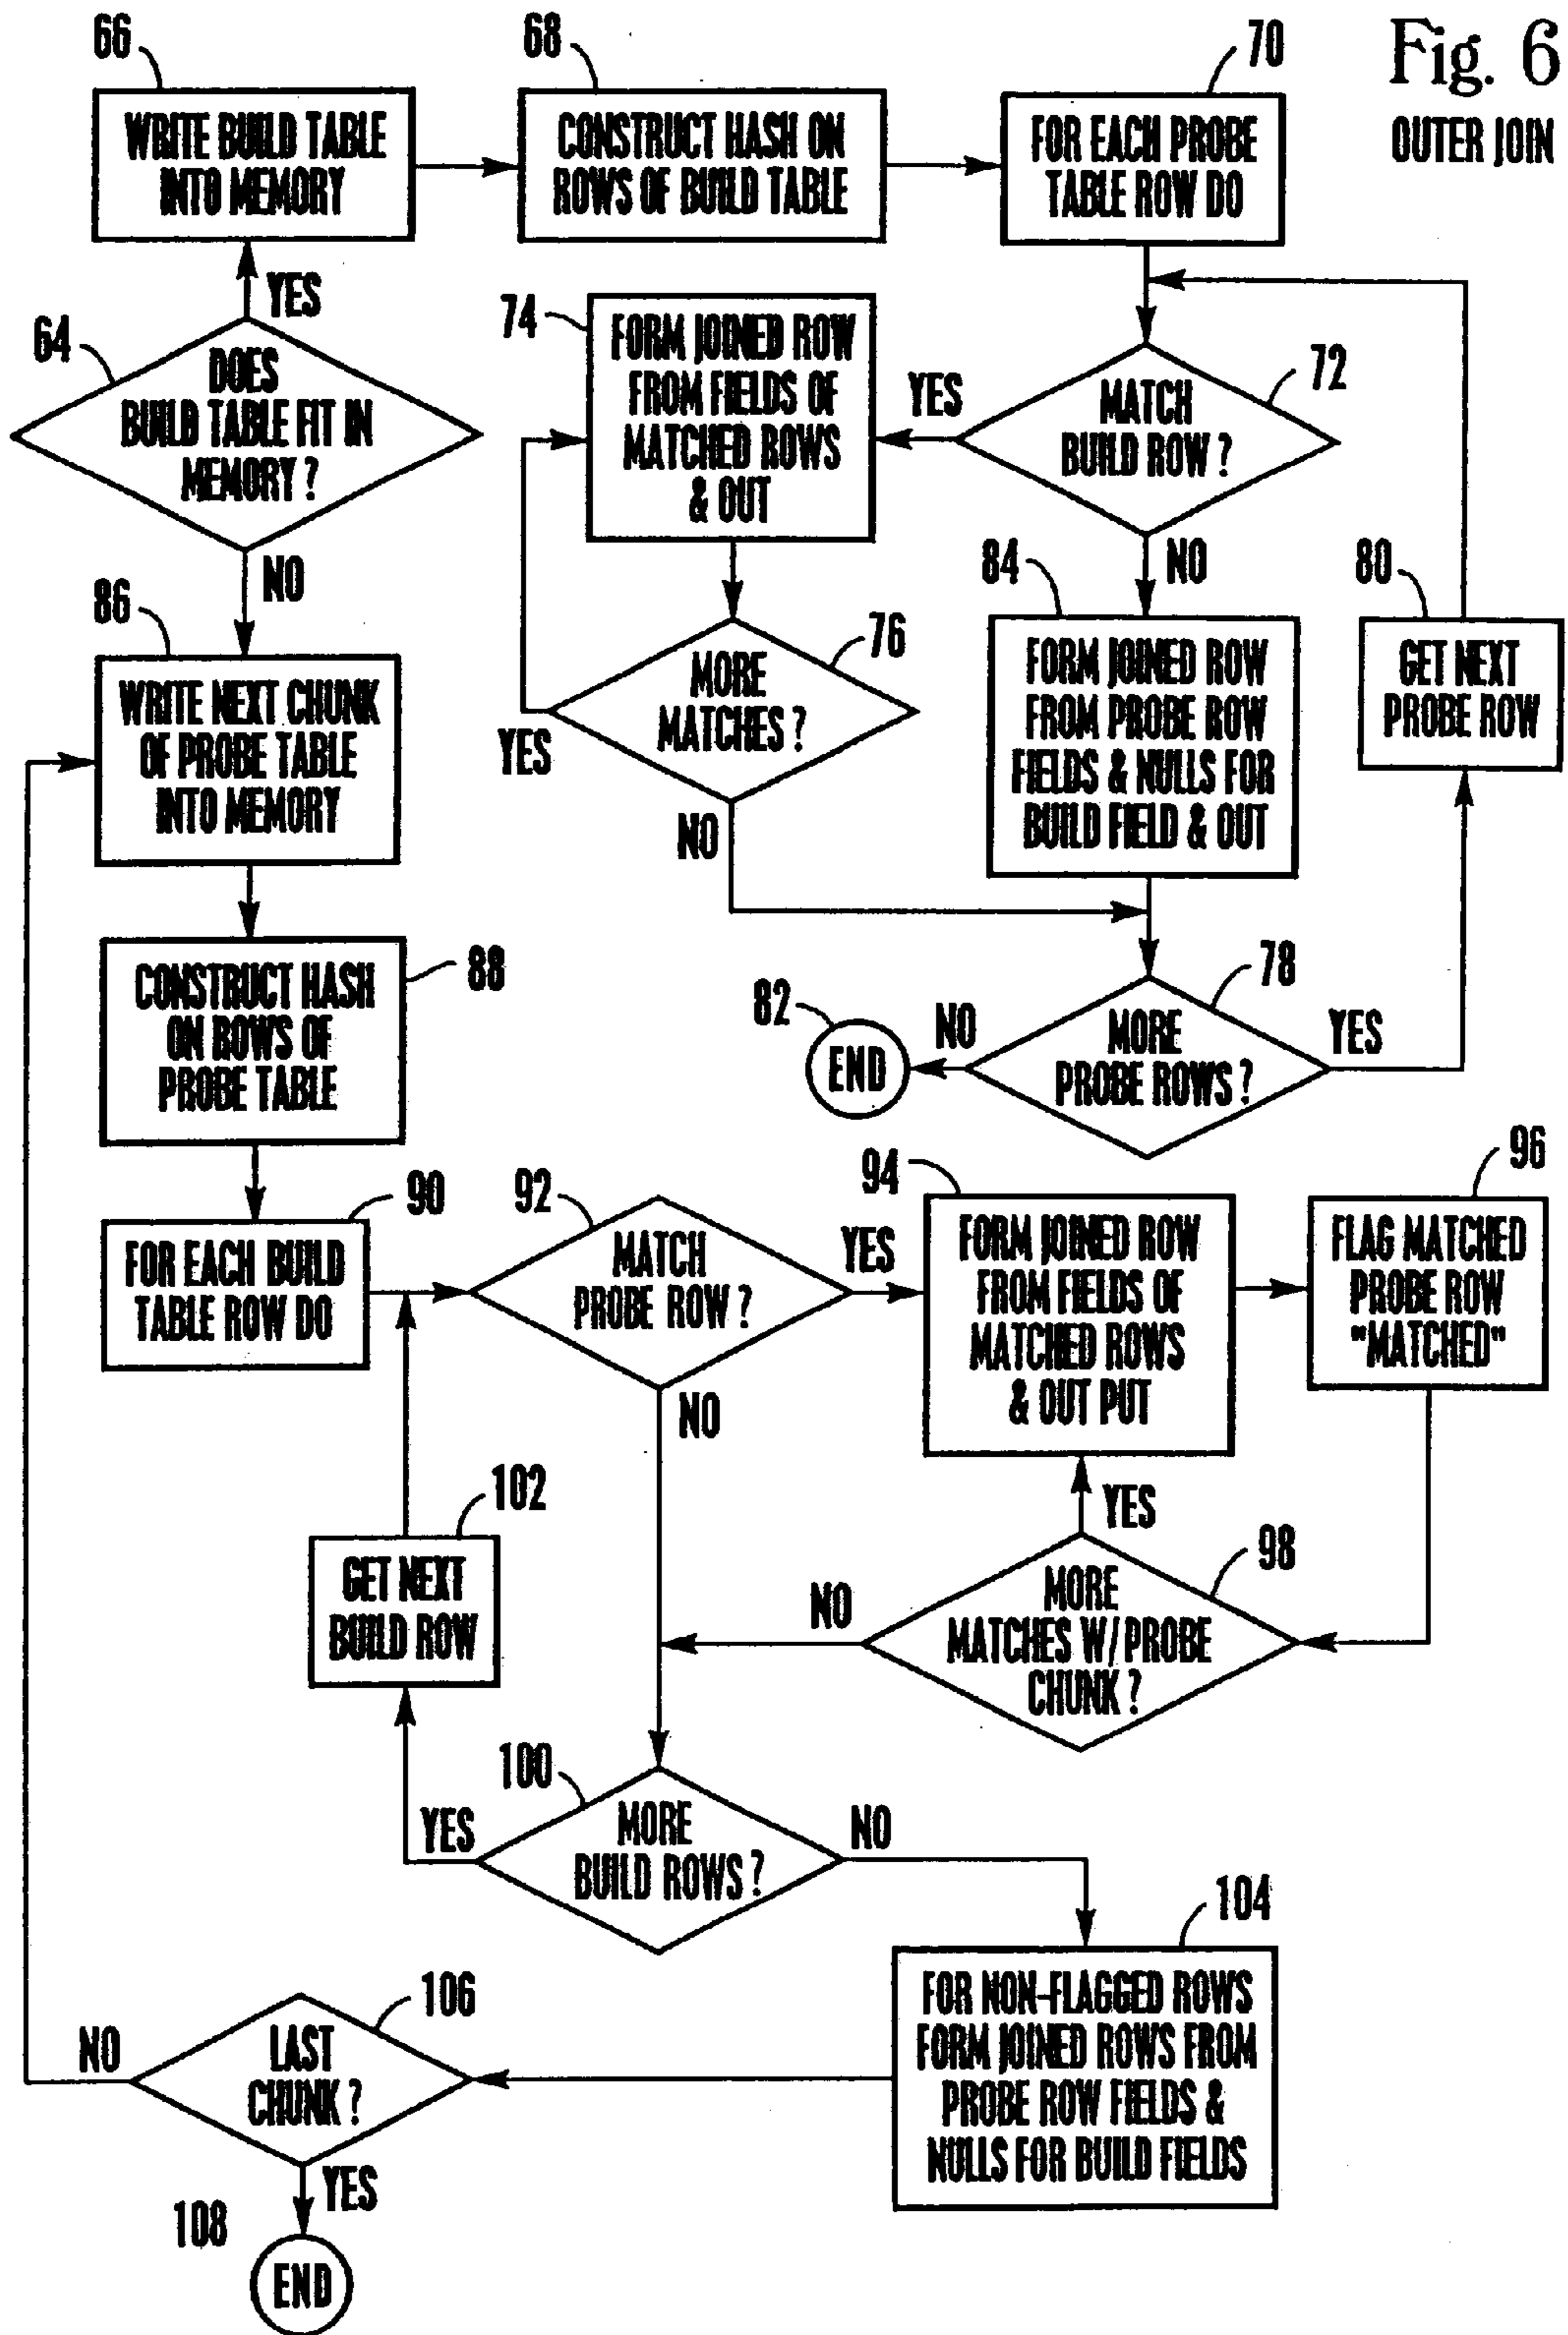 Fig. 6
OUTER JOIN
66
WRITE BUILD TABLE
INTO MEMORY
68
CONSTRUCT HASH ON
ROWS OF BUILD TABLE
70
FOR EACH PROBE
TABLE ROW DO
YES
64
DOES
BUILD TABLE FIT IN
MEMORY?
NO
74
FORM JOINED ROW
FROM FIELDS OF
MATCHED ROWS
& OUT
YES
72
MATCH
BUILD ROW?
NO
76
MORE
MATCHES?
YES
NO
84
FORM JOINED ROW
FROM PROBE ROW
FIELDS & NULLS FOR
BUILD FIELD & OUT
80
GET NEXT
PROBE ROW
86
WRITE NEXT CHUNK
OF PROBE TABLE
INTO MEMORY
88
CONSTRUCT HASH
ON ROWS OF
PROBE TABLE
82
END
NO
78
MORE
PROBE ROWS?
YES
90
FOR EACH BUILD
TABLE ROW DO
92
MATCH
PROBE ROW?
YES
NO
94
FORM JOINED ROW
FROM FIELDS OF
MATCHED ROWS
& OUT PUT
96
FLAG MATCHED
PROBE ROW
"MATCHED"
102
GET NEXT
BUILD ROW
YES
98
MORE
MATCHES W/PROBE
CHUNK?
NO
100
MORE
BUILD ROWS?
YES
NO
104
FOR NON-FLAGGED ROWS
FORM JOINED ROWS FROM
PROBE ROW FIELDS &
NULLS FOR BUILD FIELDS
106
LAST
CHUNK?
NO
YES
108
END